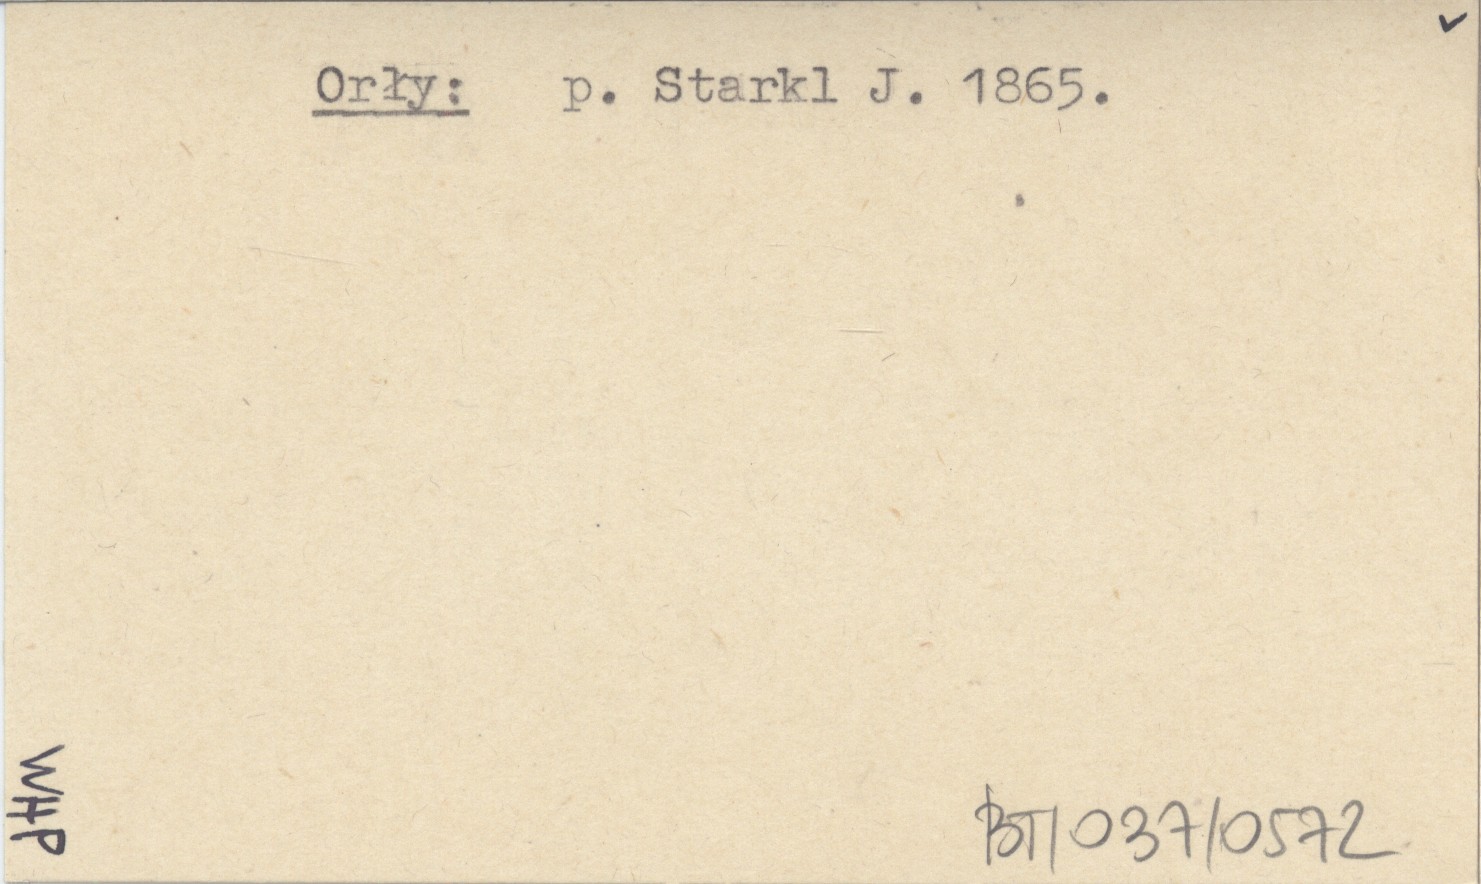 Orły: p. Starkl J. 1865.
WHP
BT/037/0572